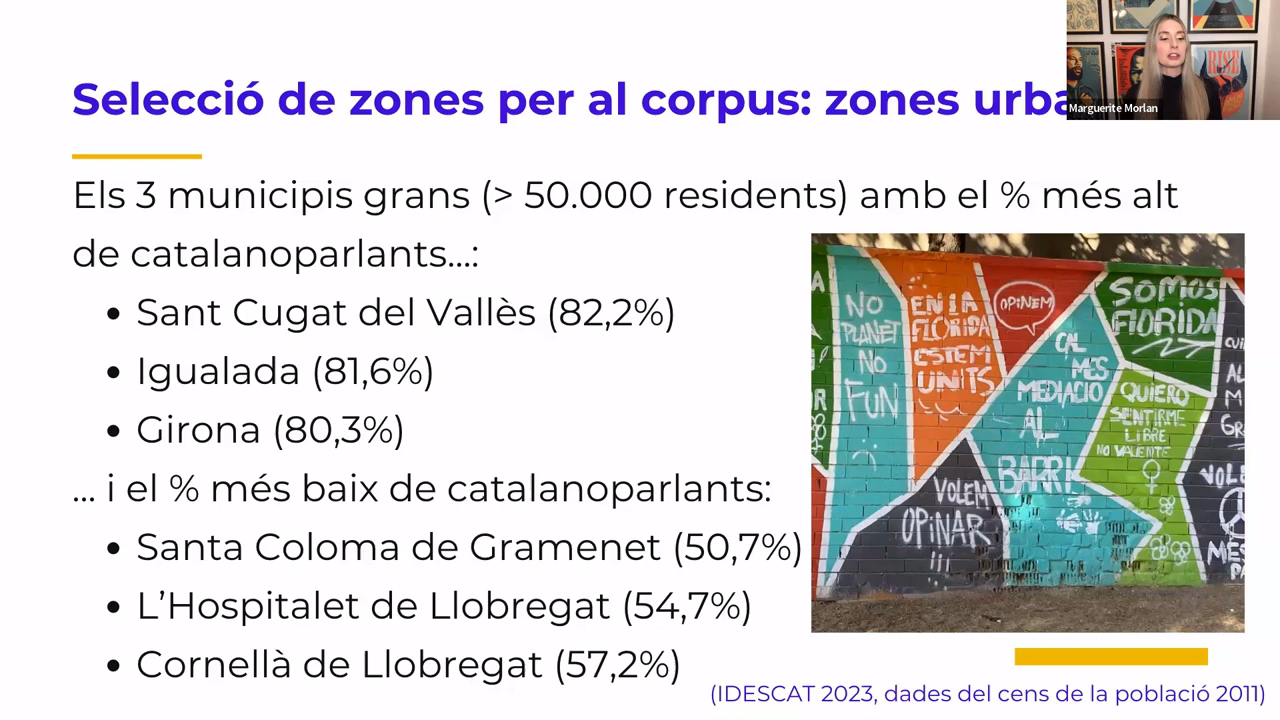 Selecció de zones per al corpus: zones urba
Marguerite Morlan
RISE
Els 3 municipis grans (> 50.000 residents) amb el % més alt
de catalanoparlants...:
• Sant Cugat del Vallès (82,2%)
• Igualada (81,6%)
• Girona (80,3%)
... i el % més baix de catalanoparlants:
• Santa Coloma de Gramenet (50,7%)
• L'Hospitalet de Llobregat (54,7%)
• Cornellà de Llobregat (57,2%)
NO
PLANET
NO
FUN
EN LA
FLORIDA
ESTEM
UNITS
OPINEM
SOMOS
FLORIDA
CAL
MÉS
MEDIACIÓ
AL
BARRI
QUIERO
SENTIRME
LIBRE
NO VALIENTE
VOLEM
OPINAR
!!!
MÉS
(IDESCAT 2023, dades del cens de la població 2011)